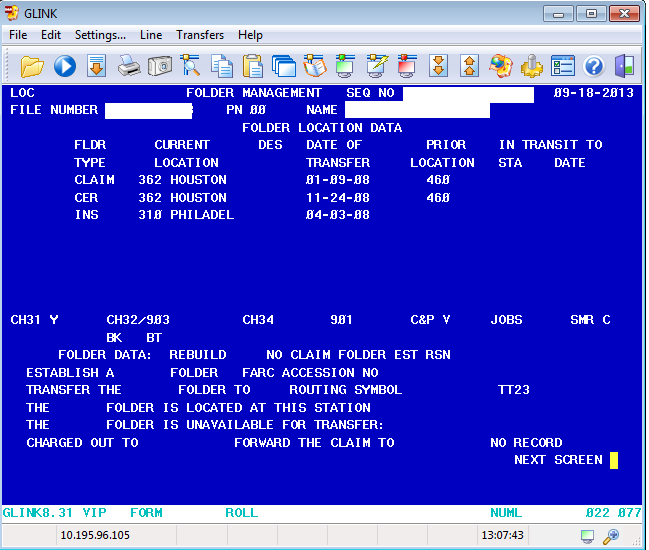 GLINK
File Edit Settings... Line Transfers Help
LOC FOLDER MANAGEMENT SEQ NO 09-18-2013
FILE NUMBER PN 00 NAME
FOLDER LOCATION DATA
FLDR CURRENT DES DATE OF PRIOR IN TRANSIT TO
TYPE LOCATION TRANSFER LOCATION STA DATE
CLAIM 362 HOUSTON 01-09-08 460
CER 362 HOUSTON 11-24-08 460
INS 310 PHILADEL 04-03-08
CH31 Y CH32/903 CH34 901 C&P V JOBS SMR C
BK BT
FOLDER DATA: REBUILD NO CLAIM FOLDER EST RSN
ESTABLISH A FOLDER FARC ACCESSION NO
TRANSFER THE FOLDER TO ROUTING SYMBOL TT23
THE FOLDER IS LOCATED AT THIS STATION
THE FOLDER IS UNAVAILABLE FOR TRANSFER:
CHARGED OUT TO FORWARD THE CLAIM TO NO RECORD
NEXT SCREEN
GLINK8.31 VIP FORM ROLL NUML 022 077
10.195.96.105 13:07:43